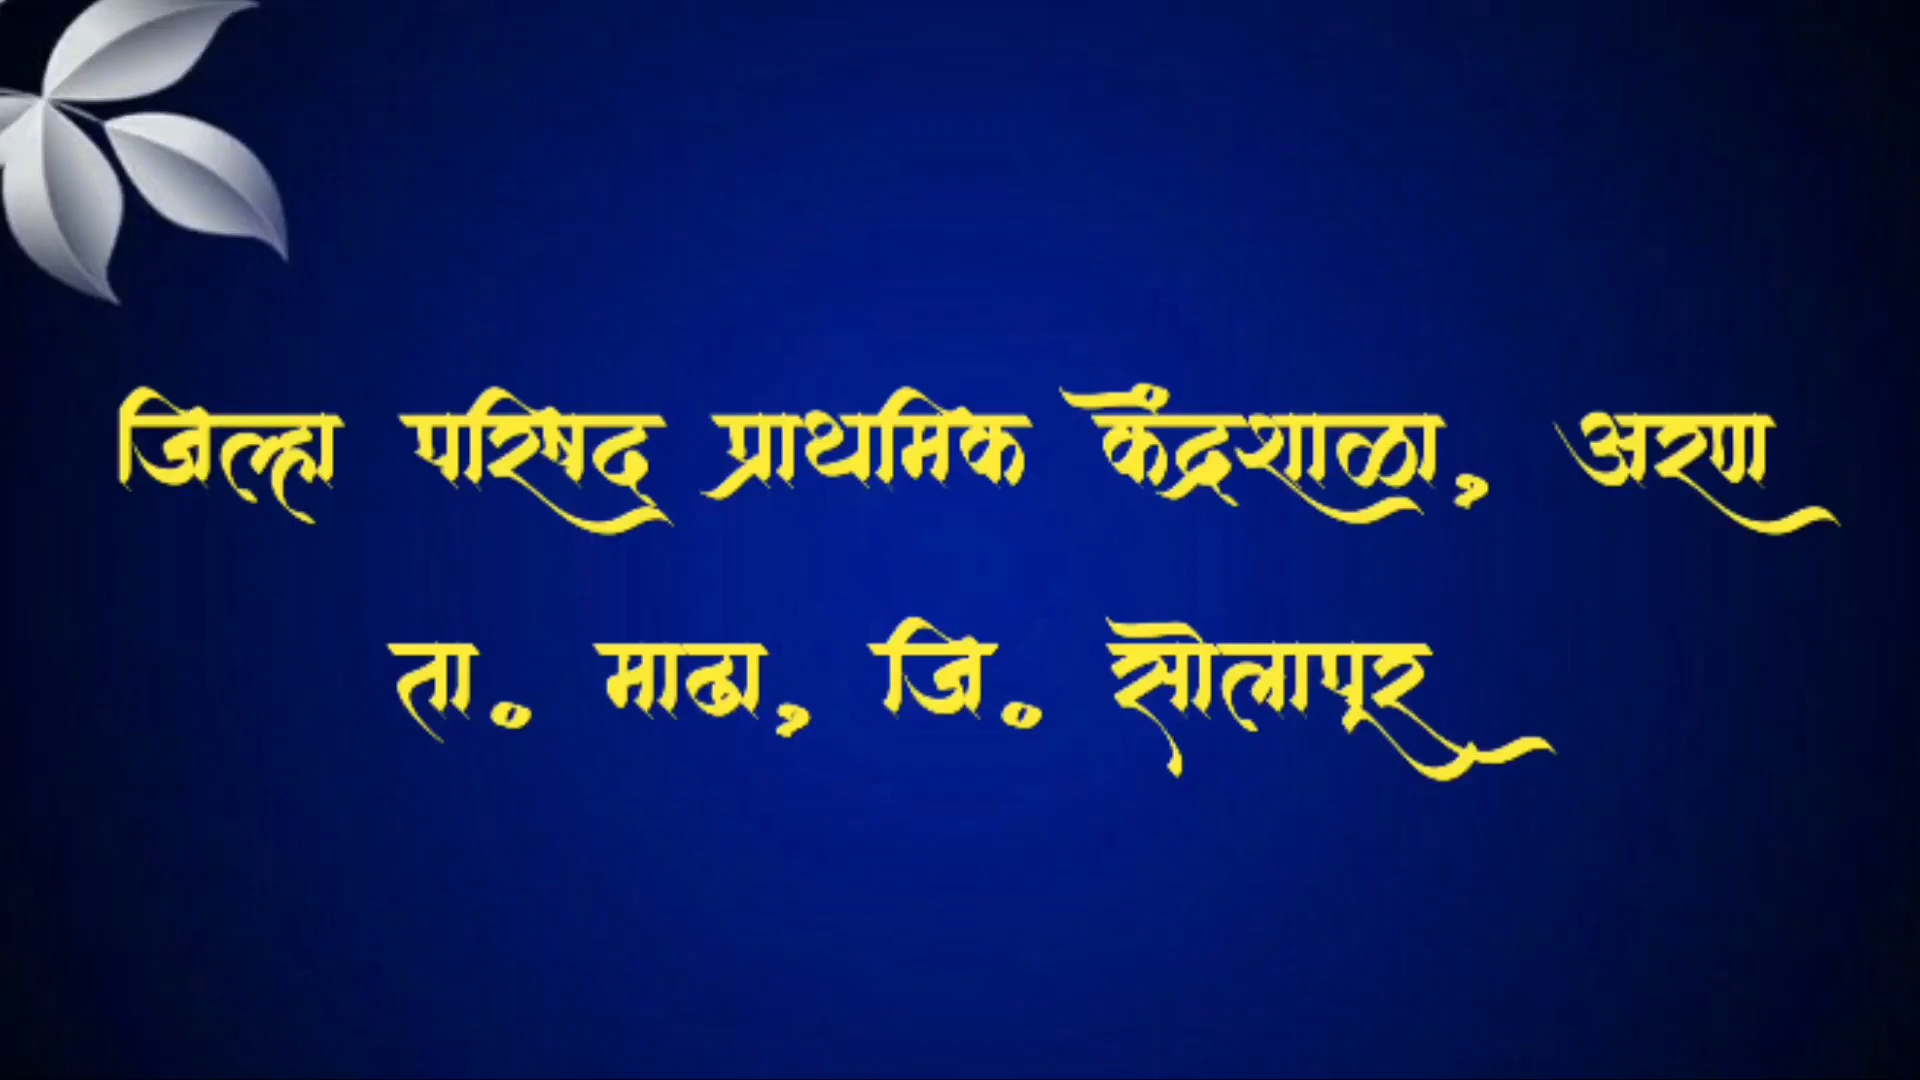 जिल्हा परिषद प्राथमिक केंद्रशाळा, अरण
ता. माढा, जि. सोलापूर